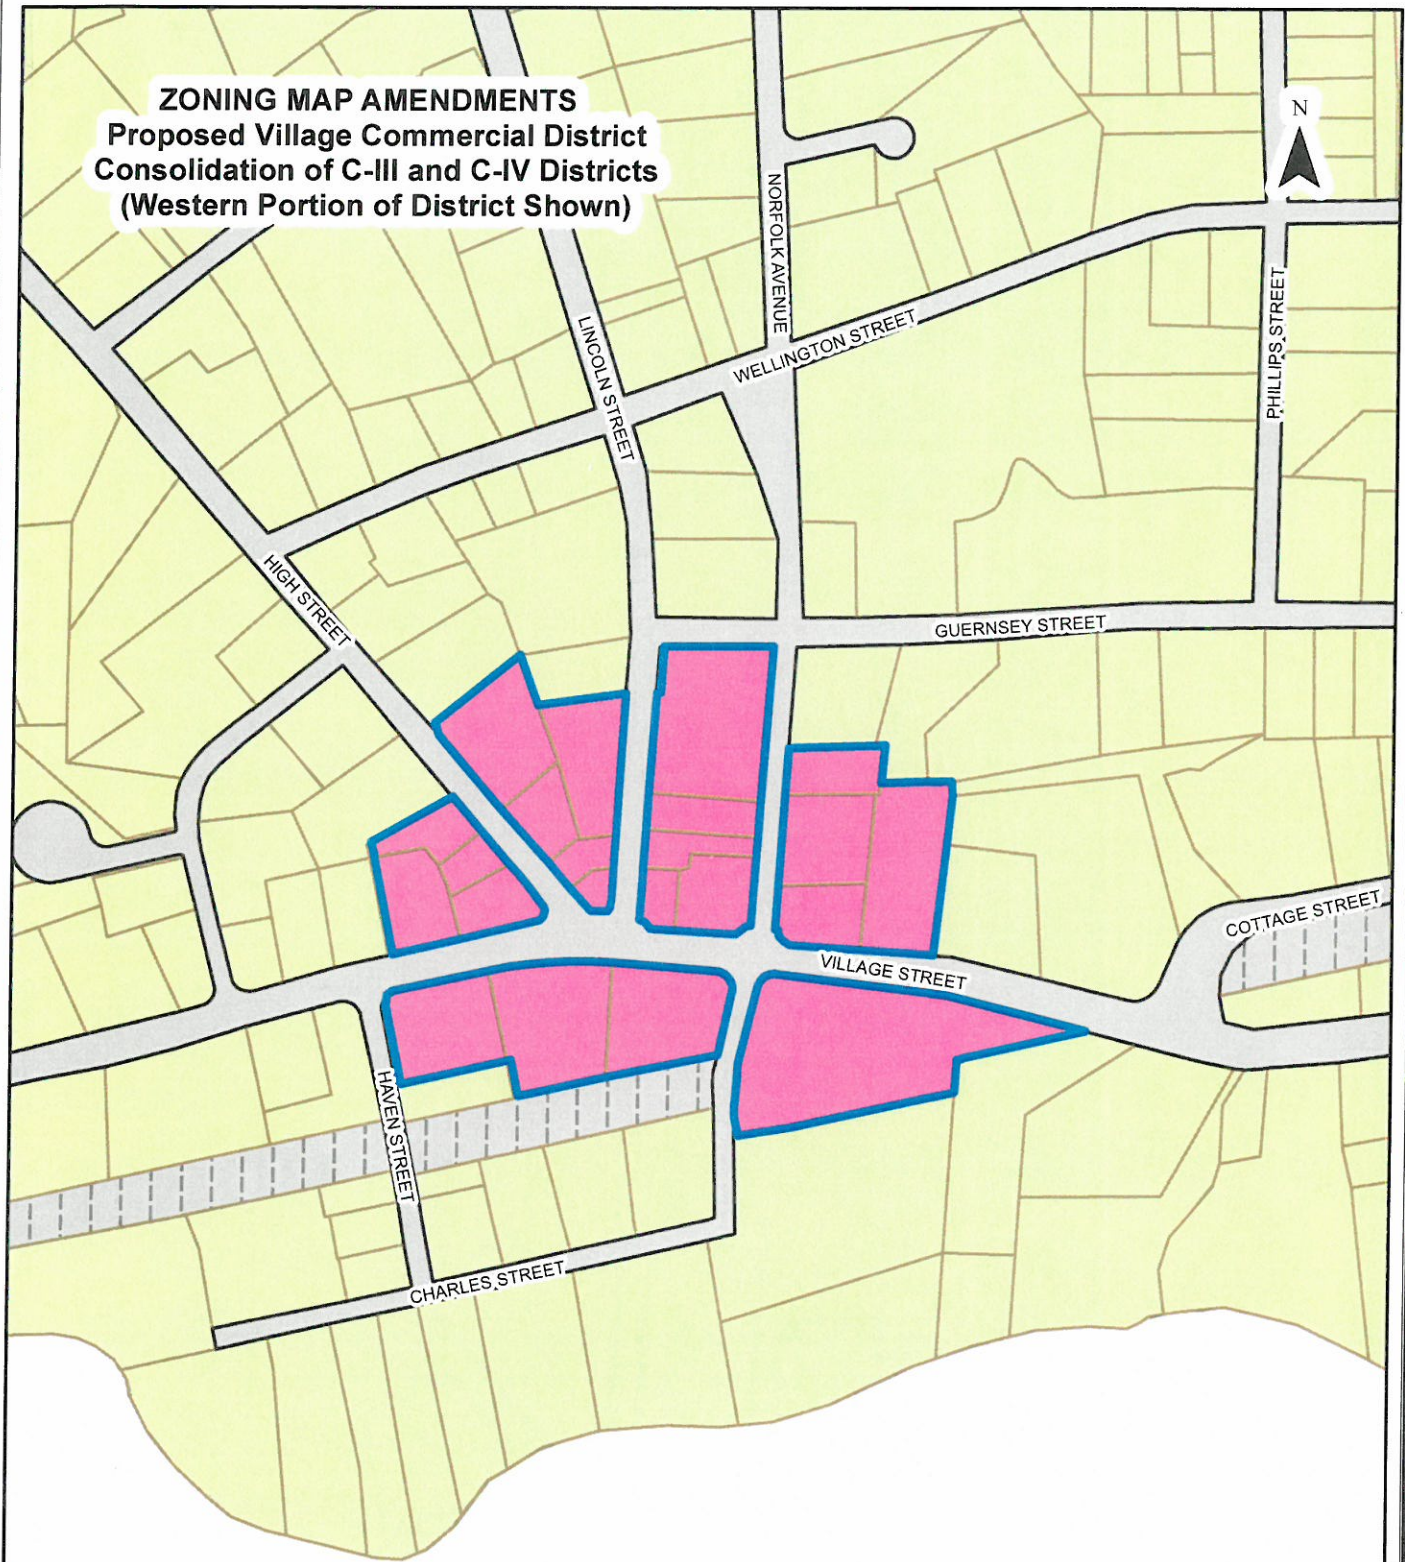 ZONING MAP AMENDMENTS
Proposed Village Commercial District
Consolidation of C-III and C-IV Districts
(Western Portion of District Shown)
N
NORFOLK AVENUE
LINCOLN STREET
WELLINGTON STREET
PHILLIPS STREET
HIGH STREET
GUERNSEY STREET
COTTAGE STREET
VILLAGE STREET
HAVEN STREET
CHARLES STREET